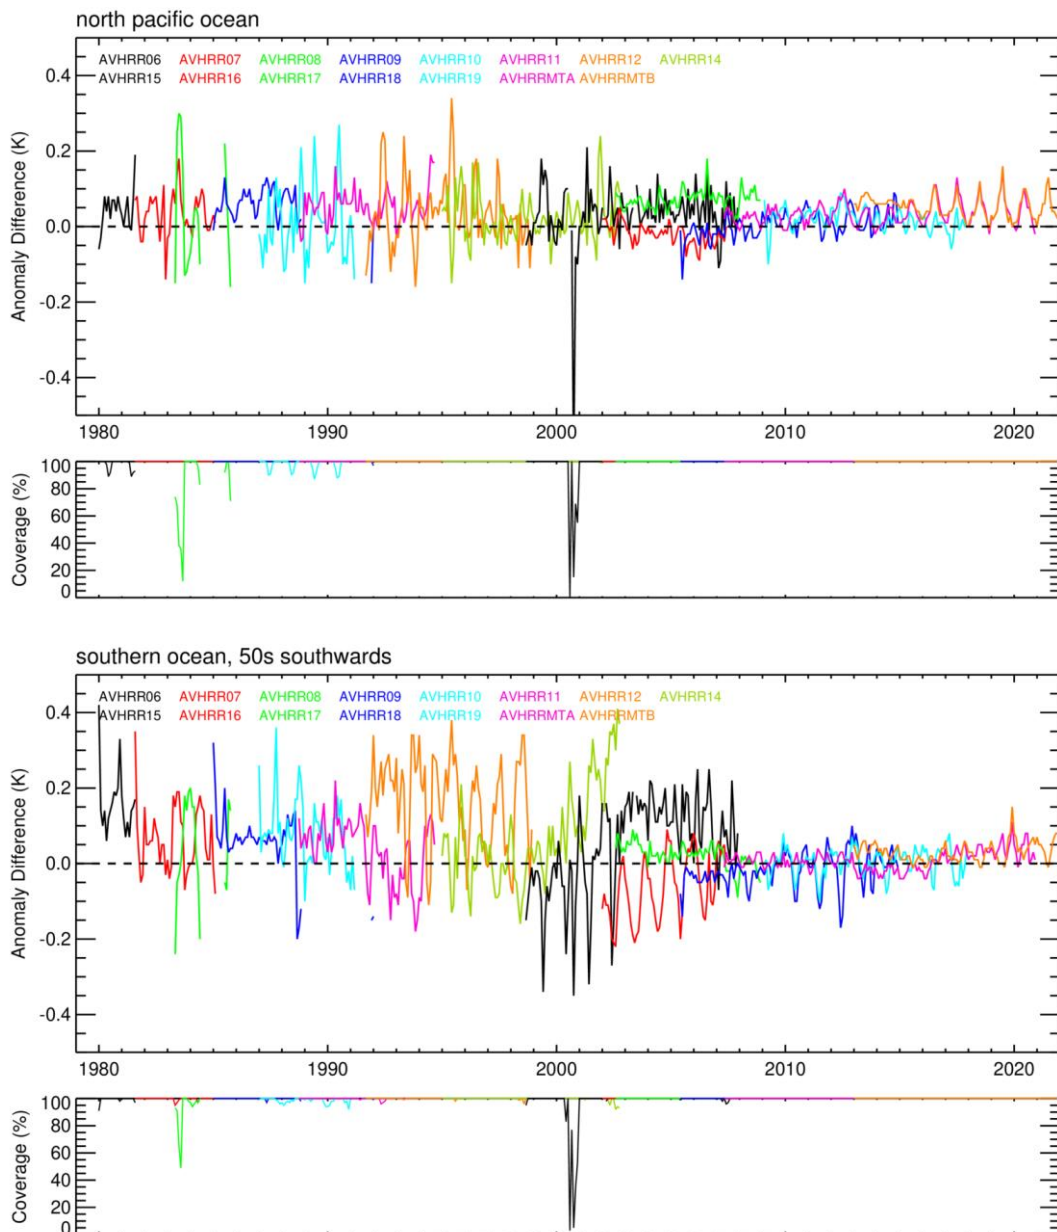 north pacific ocean
AVHRR06 AVHRR07 AVHRR08 AVHRR09 AVHRR10 AVHRR11 AVHRR12 AVHRR14
AVHRR15 AVHRR16 AVHRR17 AVHRR18 AVHRR19 AVHRRMTA AVHRRMTB
Anomaly Difference (K)
0.4
0.2
0.0
-0.2
-0.4
1980 1990 2000 2010 2020
Coverage (%)
100
80
60
40
20
0
southern ocean, 50s southwards
AVHRR06 AVHRR07 AVHRR08 AVHRR09 AVHRR10 AVHRR11 AVHRR12 AVHRR14
AVHRR15 AVHRR16 AVHRR17 AVHRR18 AVHRR19 AVHRRMTA AVHRRMTB
Anomaly Difference (K)
0.4
0.2
0.0
-0.2
-0.4
1980 1990 2000 2010 2020
Coverage (%)
100
80
60
40
20
0